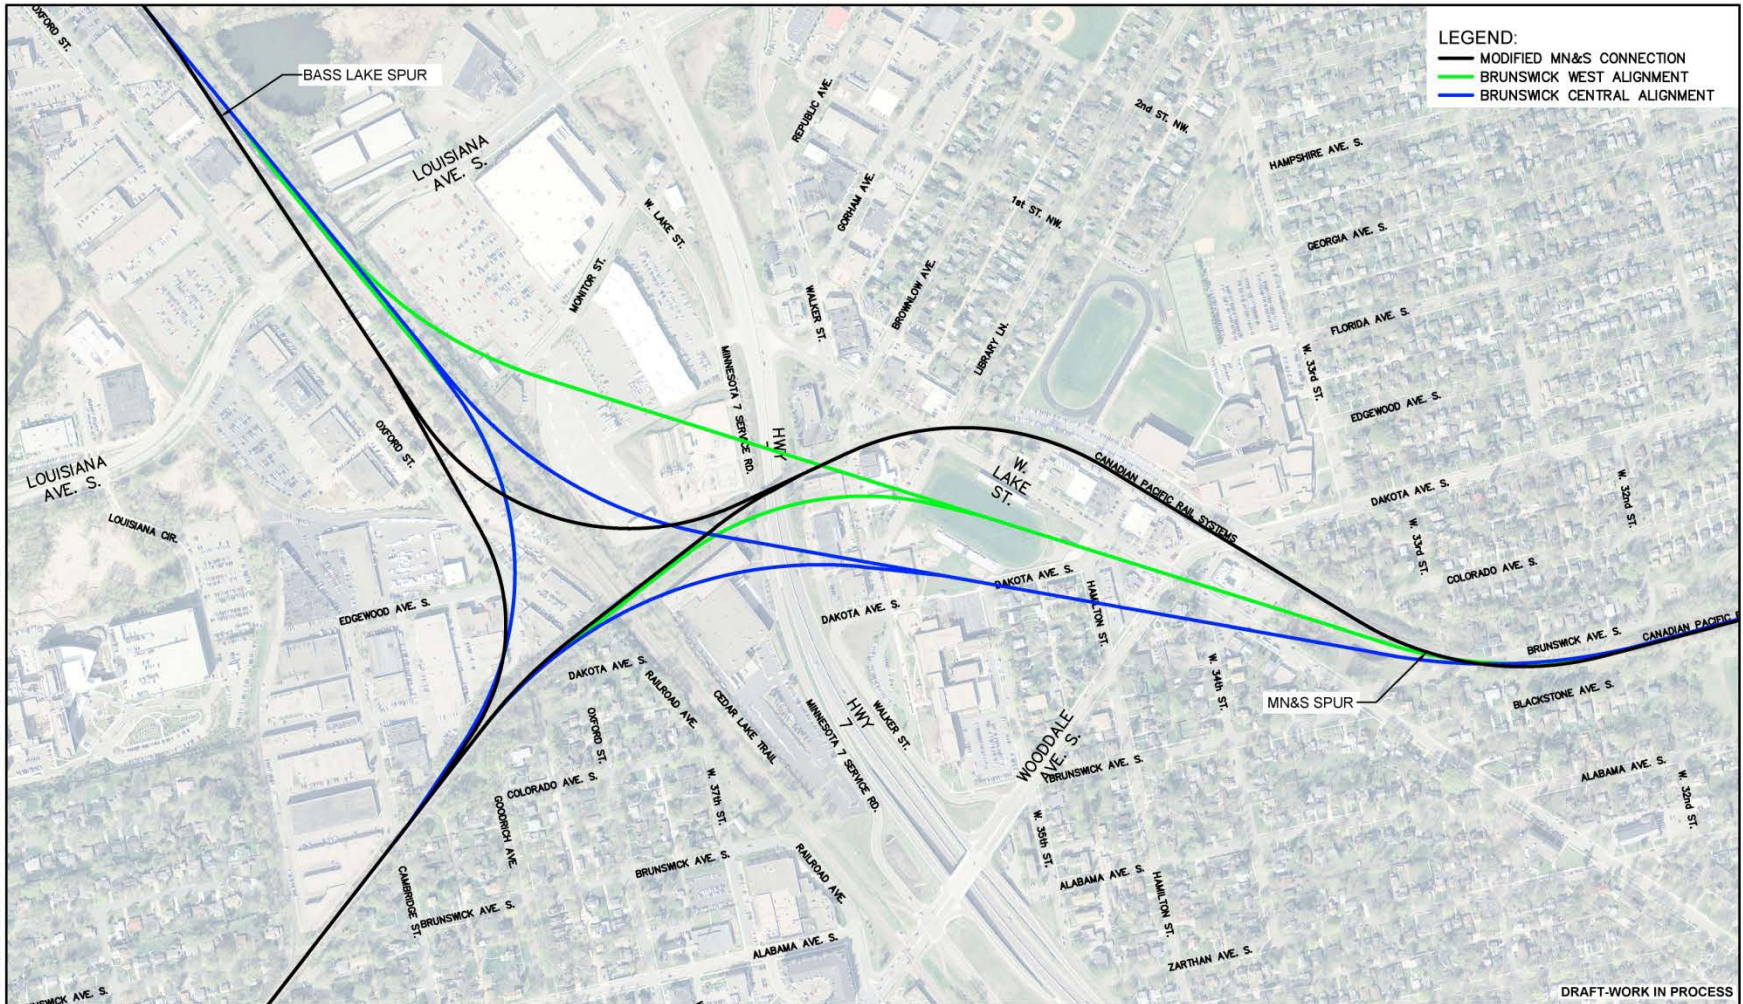 LEGEND:
MODIFIED MN&S CONNECTION
BRUNSWICK WEST ALIGNMENT
BRUNSWICK CENTRAL ALIGNMENT
OXFORD ST.
BASS LAKE SPUR
LOUISIANA
AVE. S.
REPUBLIC AVE.
2nd ST. NW.
HAMPSHIRE AVE. S.
W. LAKE ST.
GORHAM AVE.
1st ST. NW.
GEORGIA AVE. S.
MONITOR ST.
WALKER ST.
BROWNLOW AVE.
LIBRARY LN.
FLORIDA AVE. S.
W. 33rd ST.
MINNESOTA 7 SERVICE RD.
HWY
7
EDGEWOOD AVE. S.
OXFORD ST.
LOUISIANA
AVE. S.
W.
LAKE
ST.
CANADIAN PACIFIC RAIL SYSTEMS
DAKOTA AVE. S.
W. 32nd ST.
W. 33rd ST.
LOUISIANA CIR.
COLORADO AVE. S.
EDGEWOOD AVE. S.
DAKOTA AVE. S.
DAKOTA AVE. S.
HAMILTON ST.
BRUNSWICK AVE. S.
CANADIAN PACIFIC
DAKOTA AVE. S.
RAILROAD AVE.
CEDAR LAKE TRAIL
W. 34th ST.
MN&S SPUR
BLACKSTONE AVE. S.
OXFORD ST.
MINNESOTA 7 SERVICE RD.
HWY
7
WALKER ST.
WOODDALE
AVE. S.
BRUNSWICK AVE. S.
ALABAMA AVE. S.
W. 32nd ST.
COLORADO AVE. S.
GOODRICH AVE.
W. 37th ST.
W. 35th ST.
BRUNSWICK AVE. S.
RAILROAD AVE.
ALABAMA AVE. S.
HAMILTON ST.
CAMBRIDGE ST.
BRUNSWICK AVE. S.
ALABAMA AVE. S.
ZARTHAN AVE. S.
AVE. S.
DRAFT-WORK IN PROCESS